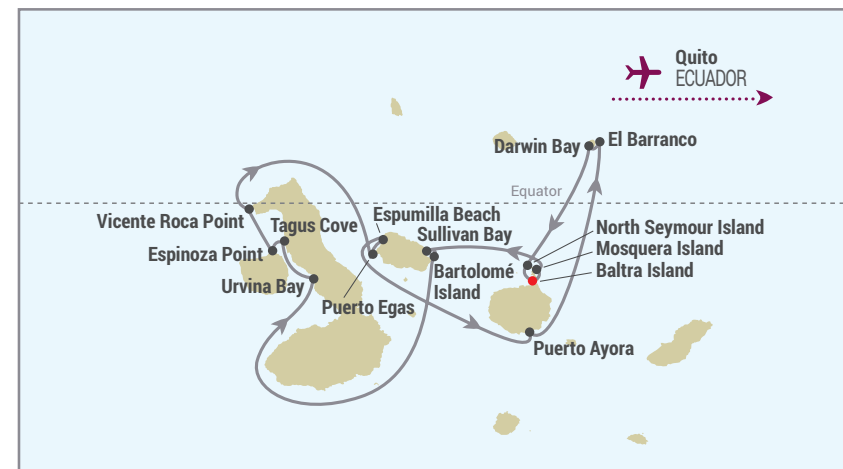 Quito
ECUADOR
Darwin Bay
El Barranco
Equator
Vicente Roca Point
Tagus Cove
Espumilla Beach
Sullivan Bay
North Seymour Island
Mosquera Island
Baltra Island
Espinoza Point
Bartolomé
Island
Urvina Bay
Puerto Egas
Puerto Ayora